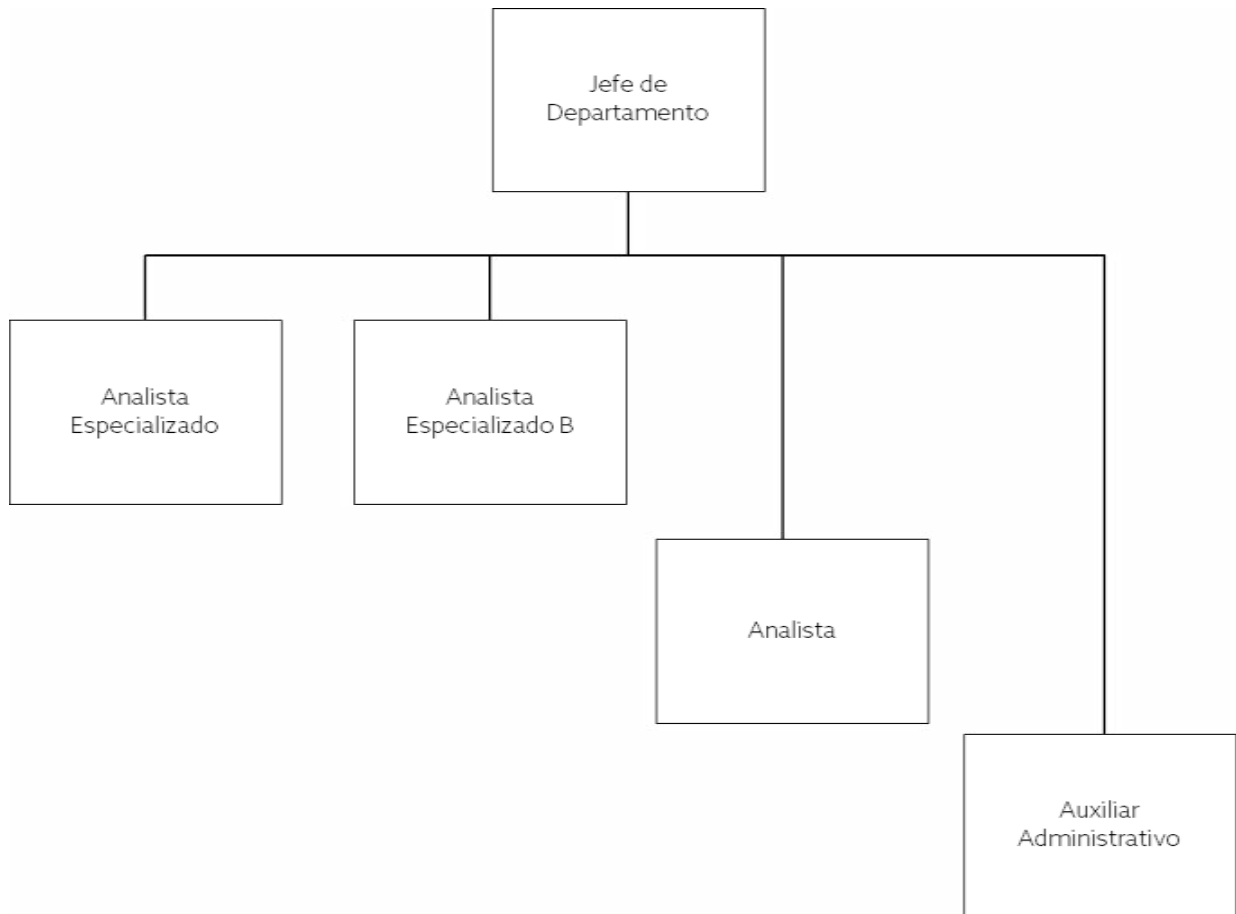 Jefe de
Departamento
Analista
Especializado
Analista
Especializado B
Analista
Auxiliar
Administrativo